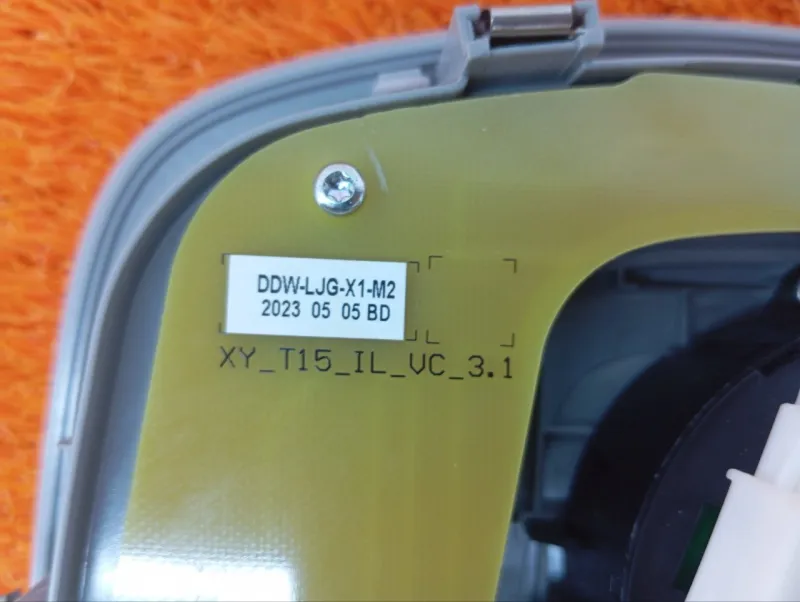 DDW-LJG-X1-M2
2023 05 05 BD
XY_T15_IL_VC_3.1